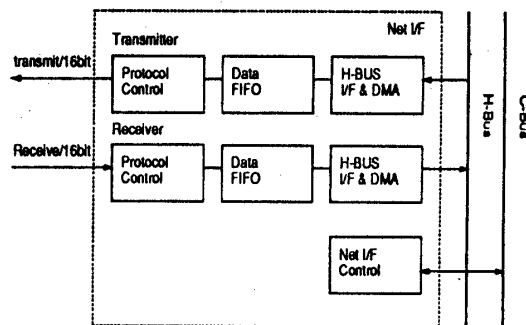 Net I/F
Transmitter
transmit/16bit
Protocol
Control
Data
FIFO
H-BUS
I/F & DMA
Receiver
Receive/16bit
Protocol
Control
Data
FIFO
H-BUS
I/F & DMA
Net I/F
Control
H-Bus
C-Bus